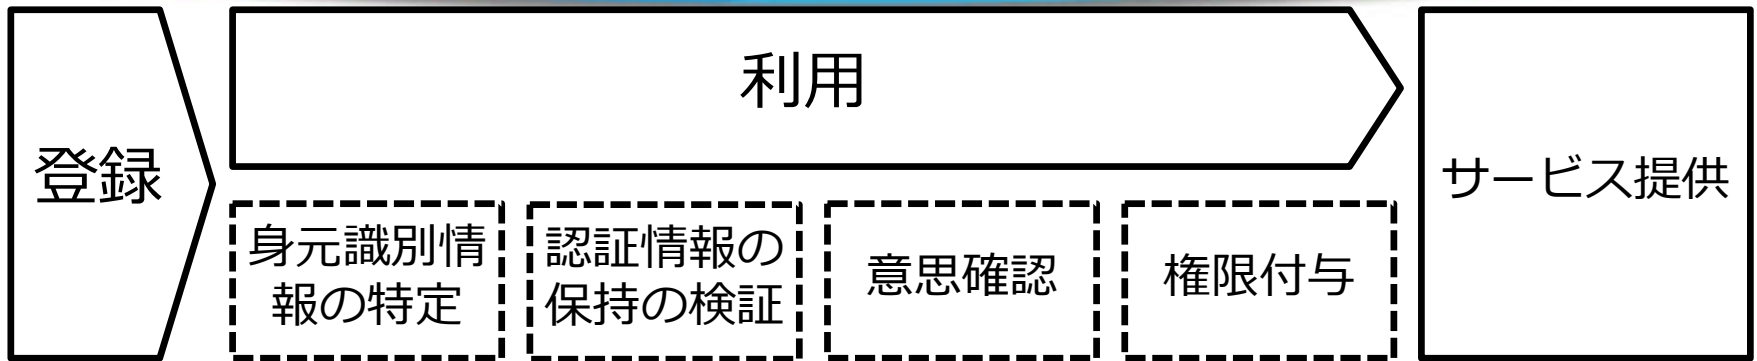 登録
利用
身元識別情
報の特定
認証情報の
保持の検証
意思確認
権限付与
サービス提供